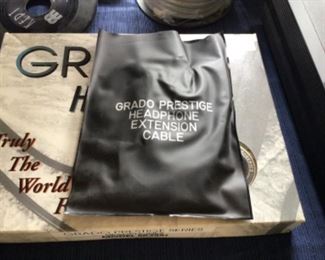 GR
H
GRADO PRESTIGE
HEADPHONE
EXTENSION
CABLE
Truly
The
World
F
GRADO PRESTIGE SERIES